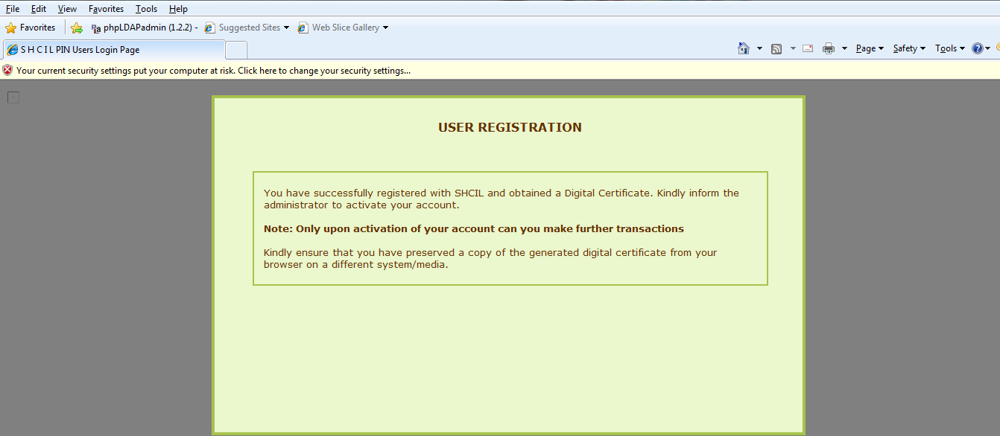 File Edit View Favorites Tools Help
Favorites phpLDAPadmin (1.2.2) - Suggested Sites Web Slice Gallery
S H C I L PIN Users Login Page Page Safety Tools
Your current security settings put your computer at risk. Click here to change your security settings...
USER REGISTRATION
You have successfully registered with SHCIL and obtained a Digital Certificate. Kindly inform the
administrator to activate your account.
Note: Only upon activation of your account can you make further transactions
Kindly ensure that you have preserved a copy of the generated digital certificate from your
browser on a different system/media.